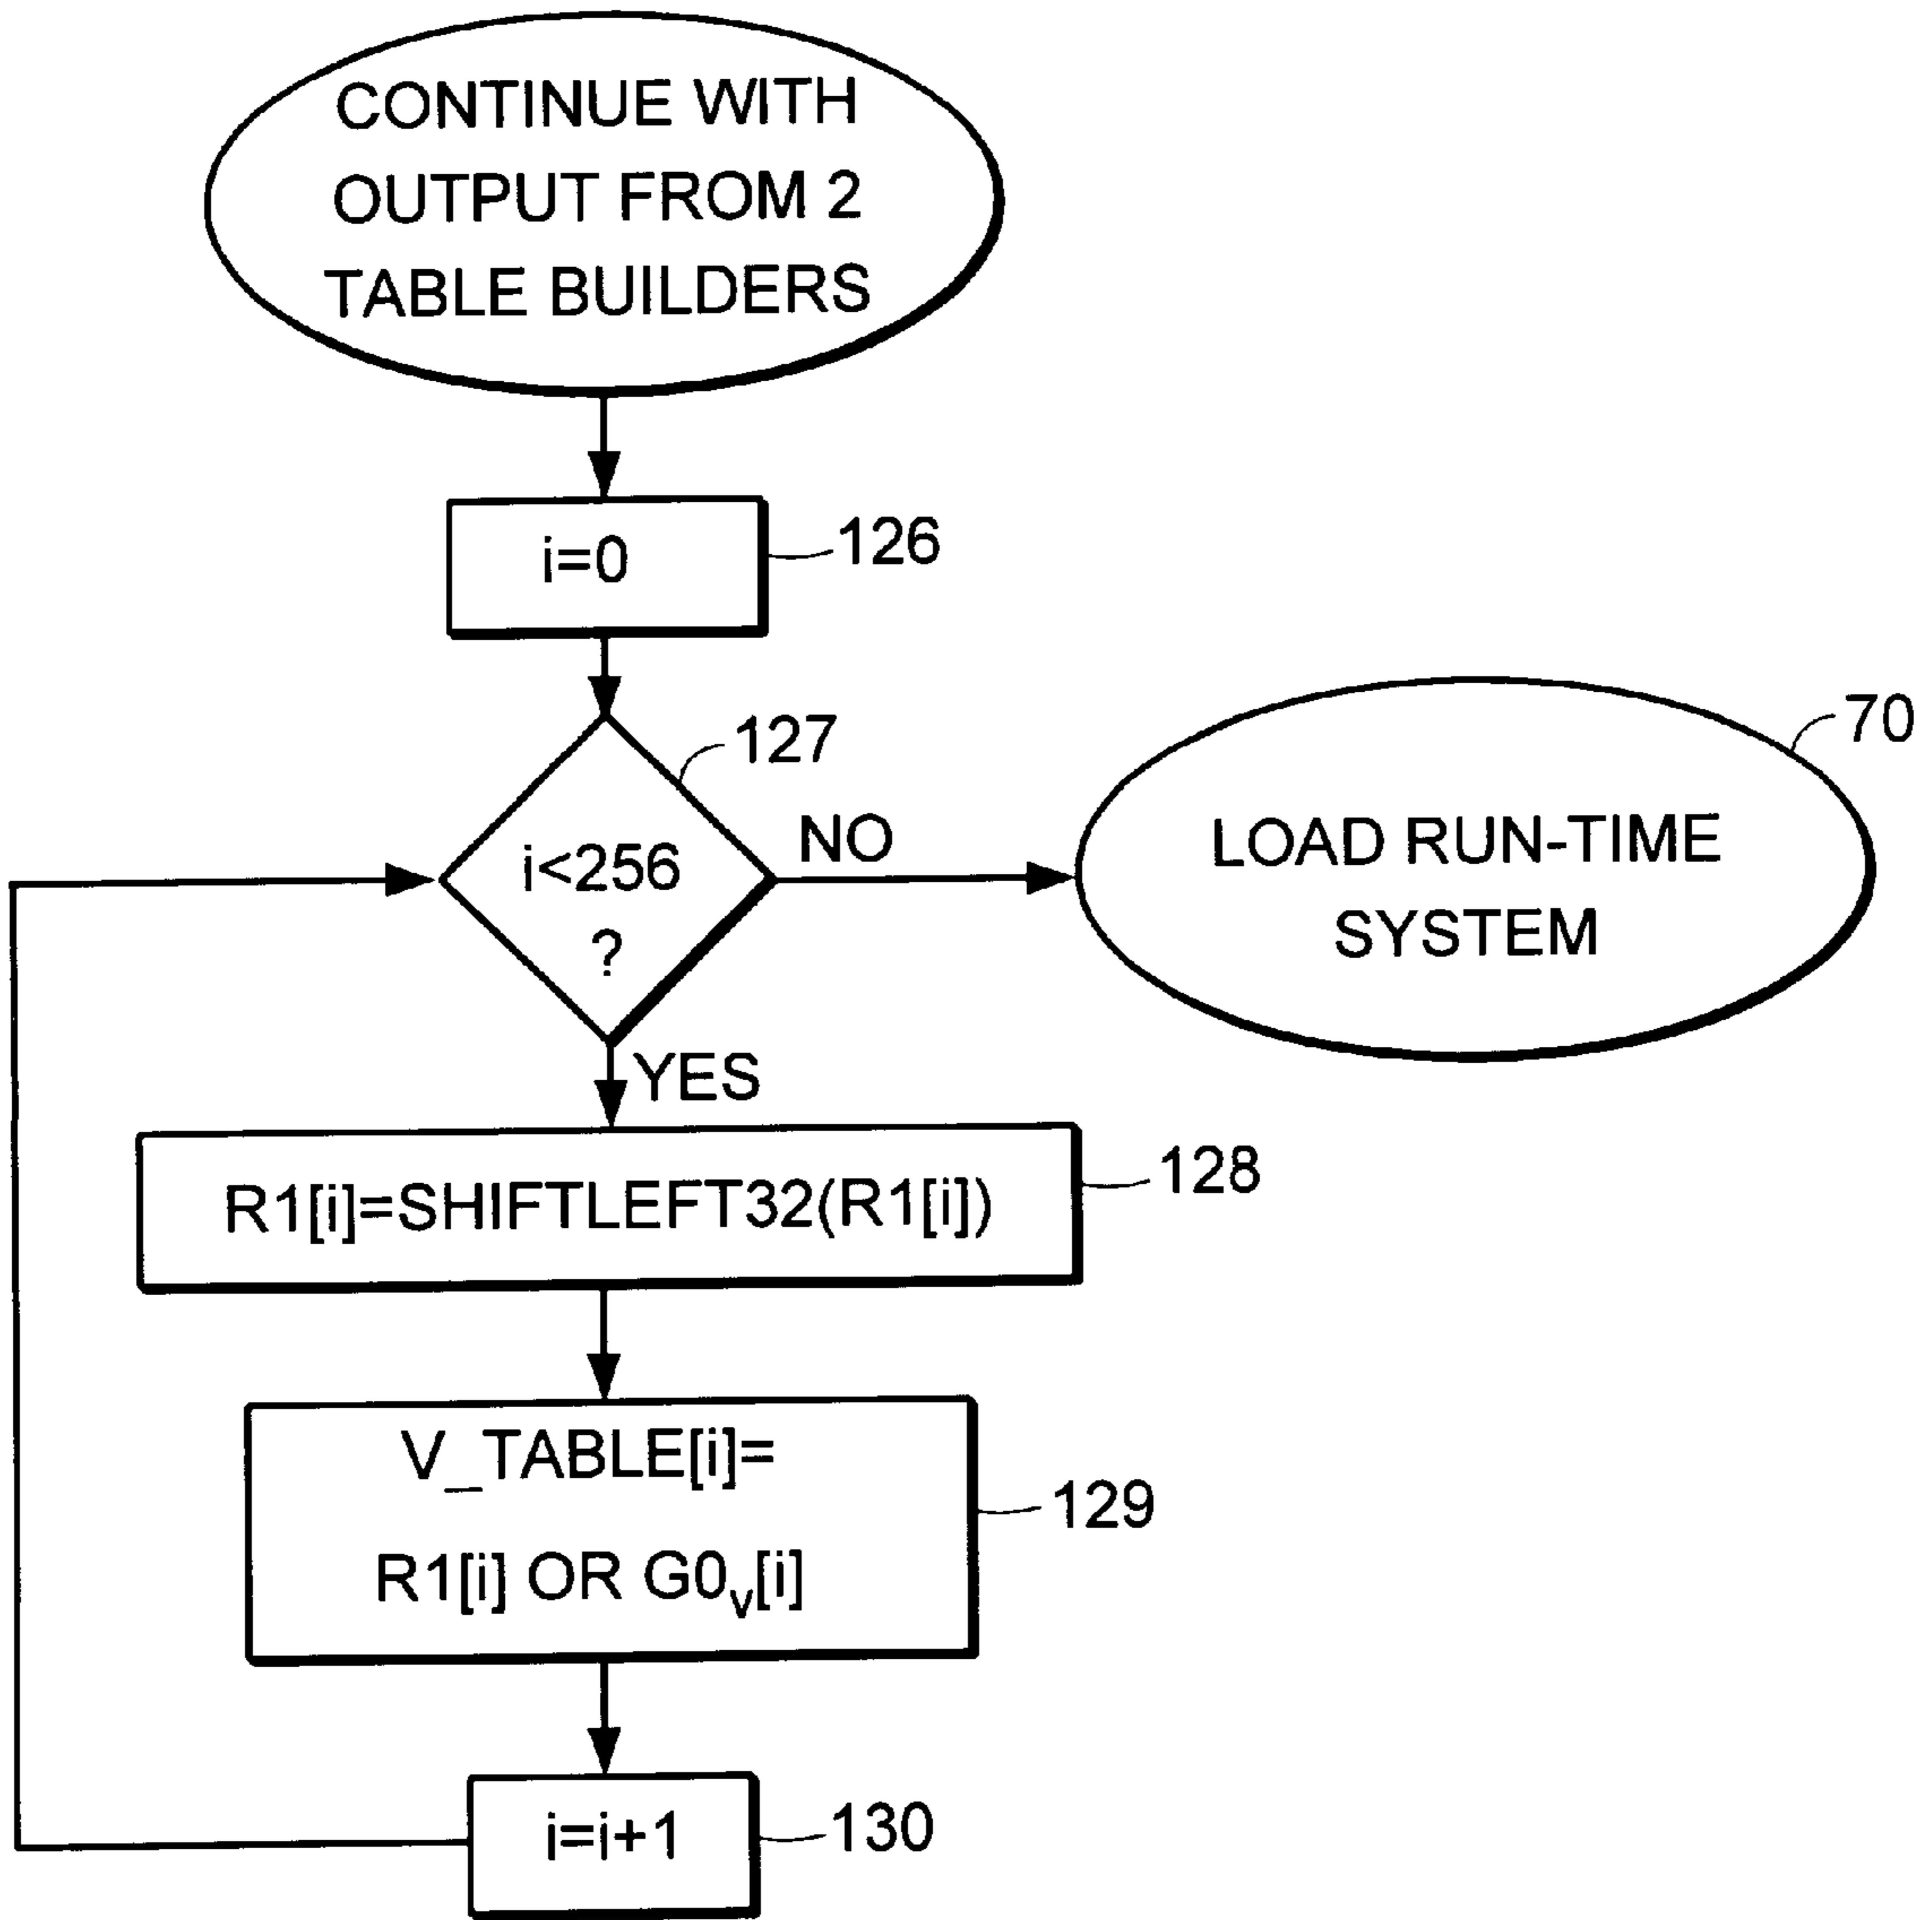 CONTINUE WITH
OUTPUT FROM 2
TABLE BUILDERS
i=0
126
127
i<256
?
NO
70
LOAD RUN-TIME
SYSTEM
YES
R1[i]=SHIFTLEFT32(R1[i])
128
V_TABLE[i]=
R1[i] OR G0v[i]
129
i=i+1
130